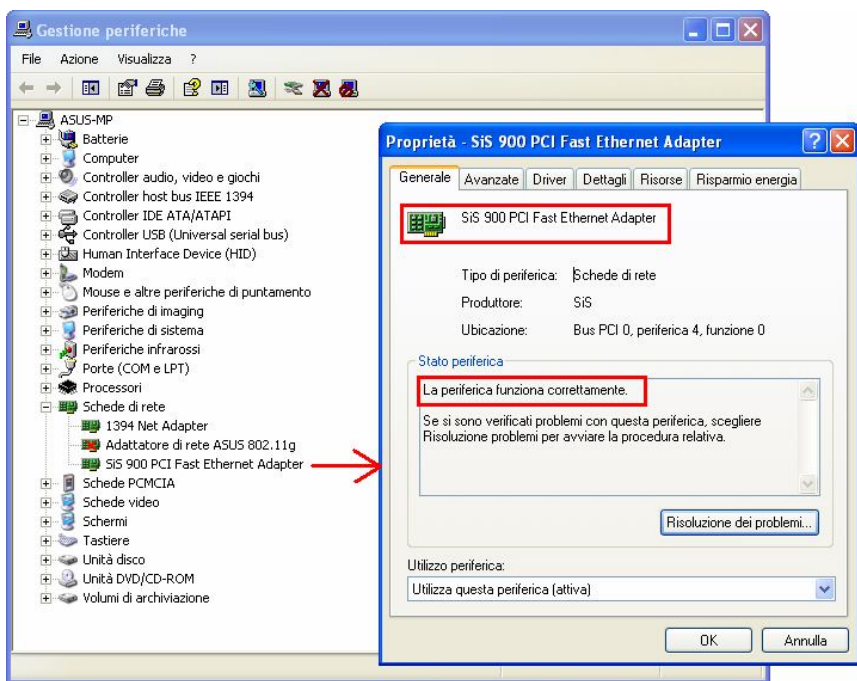 Gestione periferiche
File Azione Visualizza ?
ASUS-MP
Batterie
Computer
Controller audio, video e giochi
Controller host bus IEEE 1394
Controller IDE ATA/ATAPI
Controller USB (Universal serial bus)
Human Interface Device (HID)
Modem
Mouse e altre periferiche di puntamento
Periferiche di imaging
Periferiche di sistema
Periferiche infrarossi
Porte (COM e LPT)
Processori
Schede di rete
1394 Net Adapter
Adattatore di rete ASUS 802.11g
SiS 900 PCI Fast Ethernet Adapter
Schede PCMCIA
Schede video
Schermi
Tastiere
Unità disco
Unità DVD/CD-ROM
Volumi di archiviazione
Proprietà - SiS 900 PCI Fast Ethernet Adapter
Generale Avanzate Driver Dettagli Risorse Risparmio energia
SiS 900 PCI Fast Ethernet Adapter
Tipo di periferica: Schede di rete
Produttore: SiS
Ubicazione: Bus PCI 0, periferica 4, funzione 0
Stato periferica
La periferica funziona correttamente.
Se si sono verificati problemi con questa periferica, scegliere
Risoluzione problemi per avviare la procedura relativa.
Risoluzione dei problemi...
Utilizzo periferica:
Utilizza questa periferica (attiva)
OK Annulla